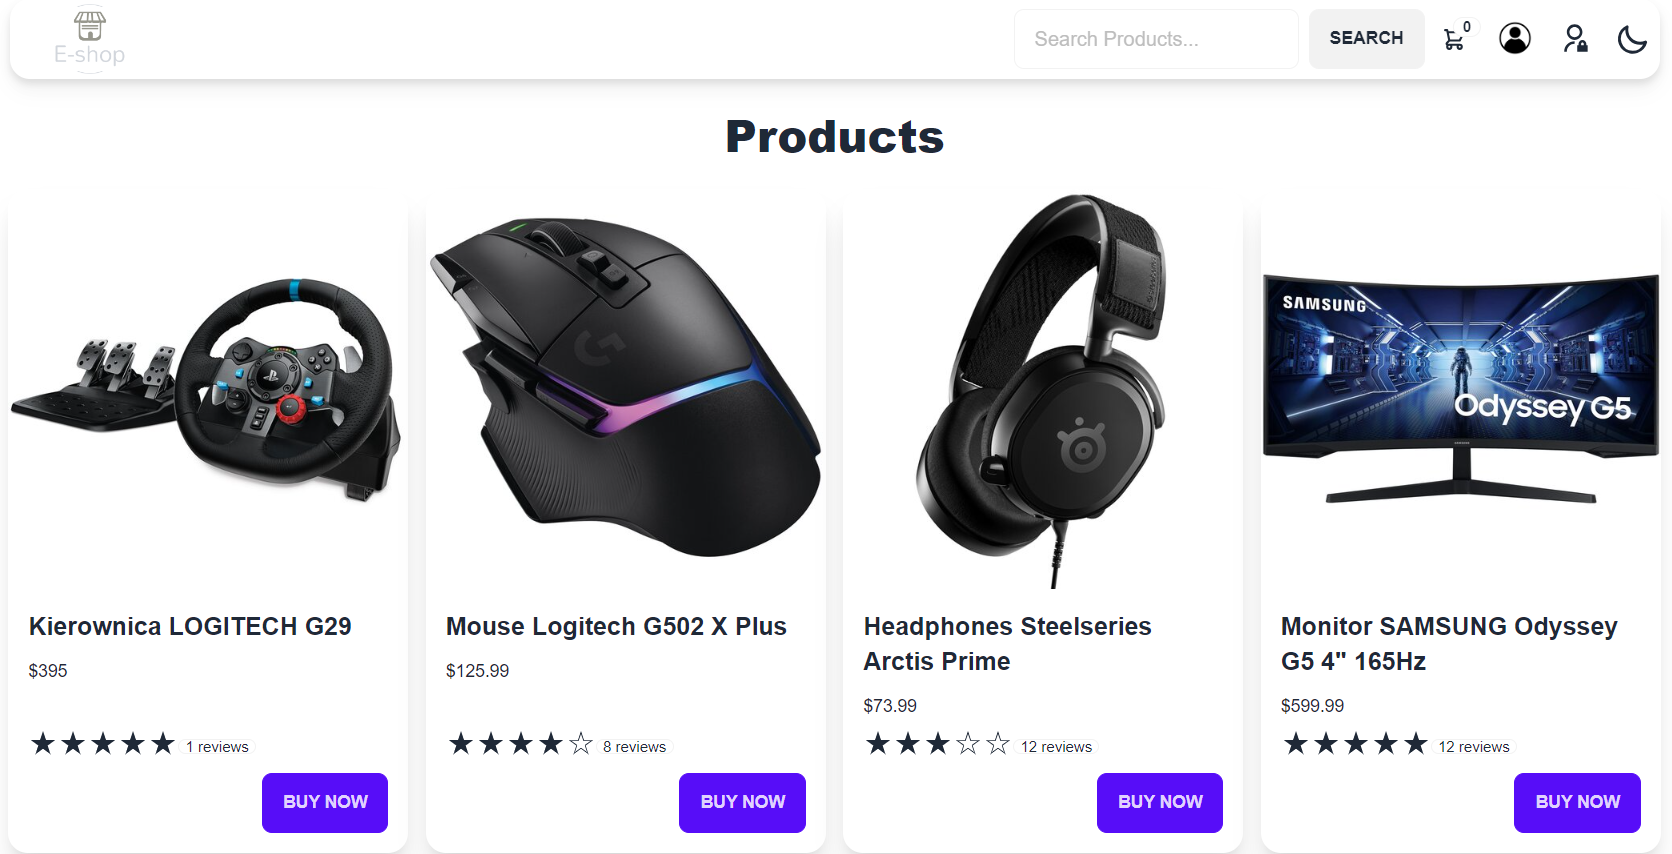 E-shop
Search Products...
SEARCH
0
Products
SAMSUNG
Odyssey G5
Kierownica LOGITECH G29
$395
1 reviews
BUY NOW
Mouse Logitech G502 X Plus
$125.99
8 reviews
BUY NOW
Headphones Steelseries
Arctis Prime
$73.99
12 reviews
BUY NOW
Monitor SAMSUNG Odyssey
G5 4" 165Hz
$599.99
12 reviews
BUY NOW